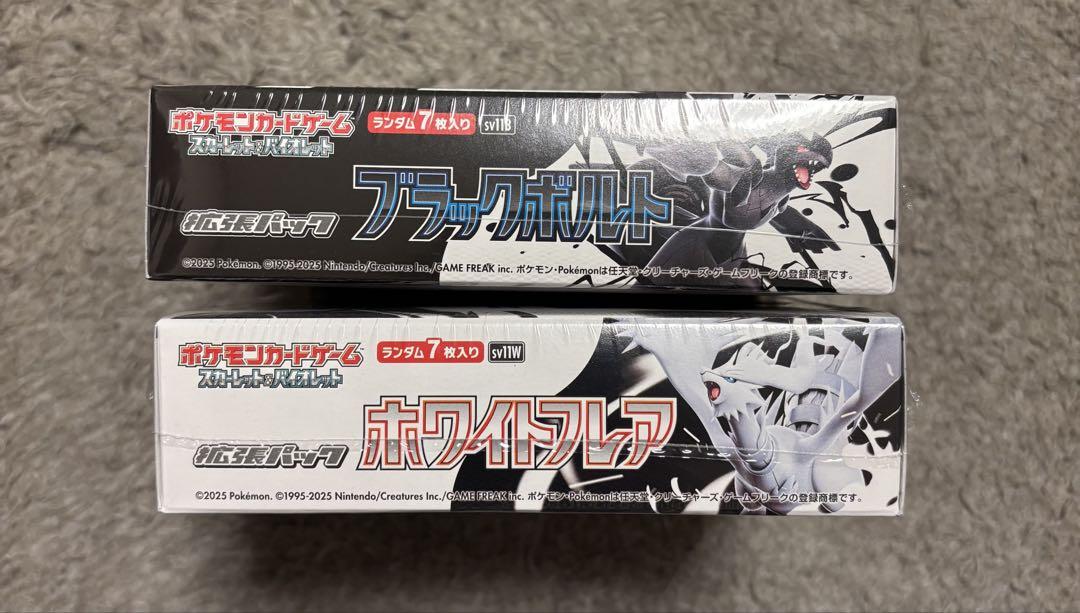 ポケモンカードゲーム
スカーレット&バイオレット
ランダム7枚入り sv11B
拡張パック ブラックボルト
©2025 Pokémon. ©1995-2025 Nintendo/Creatures Inc./GAME FREAK inc. ポケモン・Pokémonは任天堂・クリーチャーズ・ゲームフリークの登録商標です。
ポケモンカードゲーム™
スカーレット&バイオレット
ランダム7枚入り sv11W
拡張パック ホワイトフレア
©2025 Pokémon. ©1995-2025 Nintendo/Creatures Inc./GAME FREAK inc. ポケモン・Pokémonは任天堂・クリーチャーズ・ゲームフリークの登録商標です。